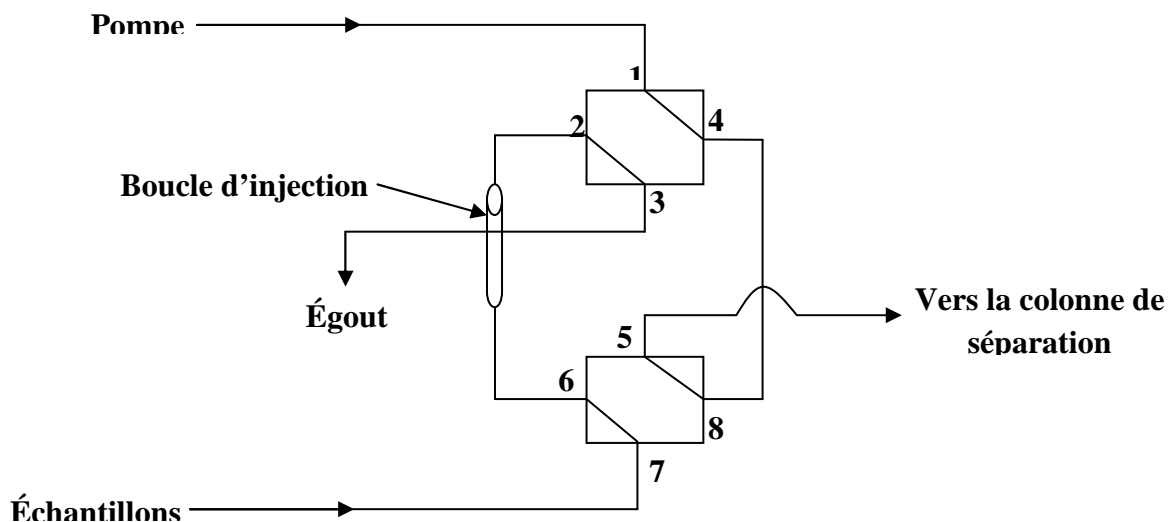 Pompe
1
2
4
Boucle d’injection
3
Égout
Vers la colonne de
séparation
5
6
8
7
Échantillons